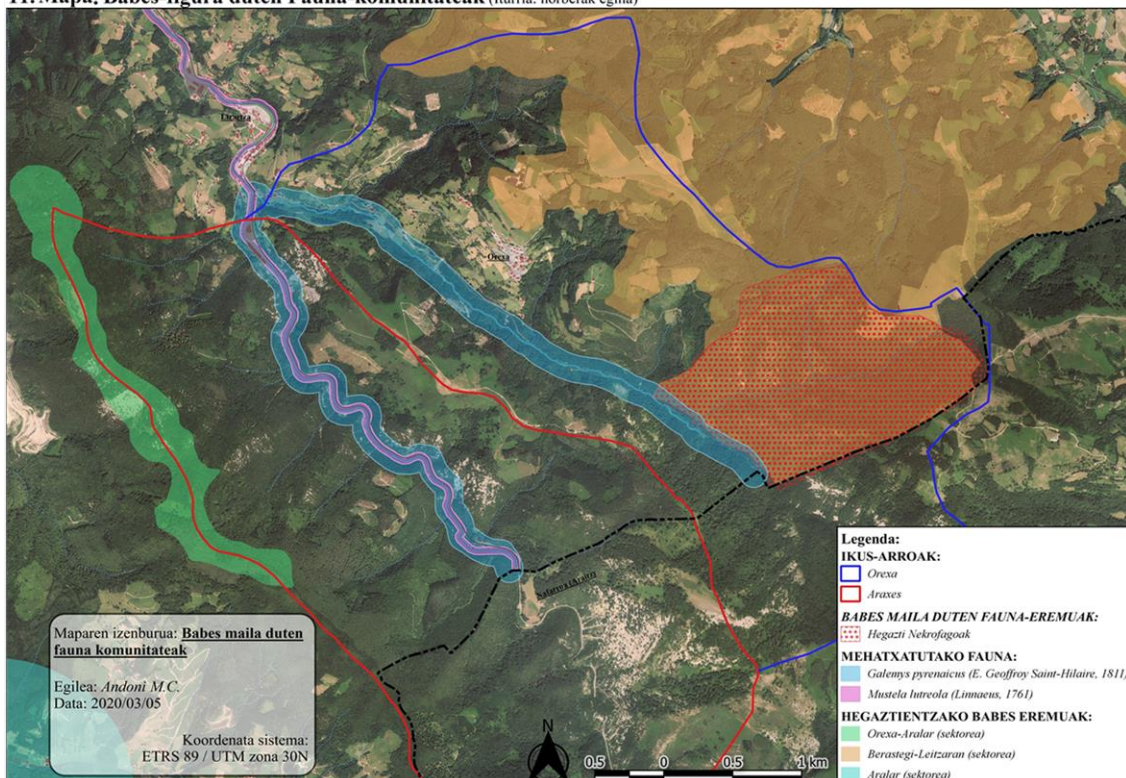 11. Mapa: Babes-figura duten Fauna-komunitateak (Iturria: norberak egina)
Orexa
Nafarroa (Araitz)
Maparen izenburua: Babes maila duten
fauna komunitateak
Egilea: Andoni M.C.
Data: 2020/03/05
Koordenata sistema:
ETRS 89 / UTM zona 30N
N
0.5 0 0.5 1 km
Legenda:
IKUS-ARROAK:
Orexa
Araxes
BABES MAILA DUTEN FAUNA-EREMUAK:
Hegazti Nekrofagoak
MEHATXATUTAKO FAUNA:
Galemys pyrenaicus (E. Geoffroy Saint-Hilaire, 1811)
Mustela lutreola (Linnaeus, 1761)
HEGAZTIENTZAKO BABES EREMUAK:
Orexa-Aralar (sektorea)
Berastegi-Leitzaran (sektorea)
Aralar (sektorea)